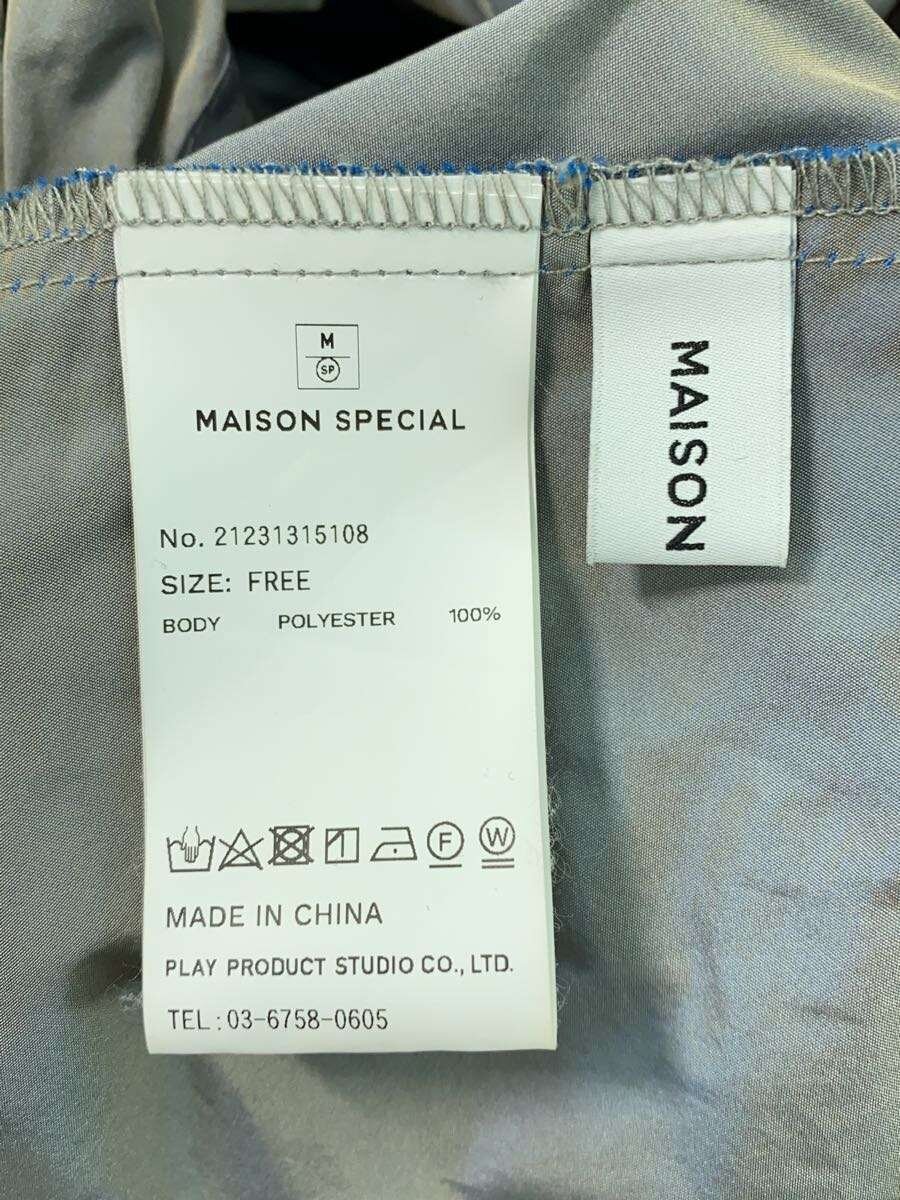 M
SP
MAISON SPECIAL
No. 21231315108
SIZE: FREE
BODY POLYESTER 100%
F W
MADE IN CHINA
PLAY PRODUCT STUDIO CO., LTD.
TEL : 03-6758-0605
MAISON